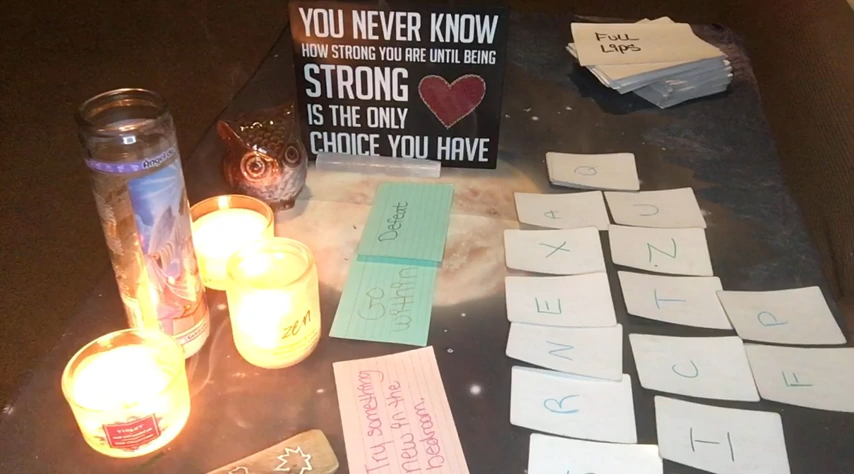 YOU NEVER KNOW
HOW STRONG YOU ARE UNTIL BEING
STRONG
IS THE ONLY
CHOICE YOU HAVE
FULL
Lips
Q
A
U
X
Z
E
T
P
N
C
F
R
I
Defeat
Go
within
Try something
new in the
bedroom.
zen
VIOLET